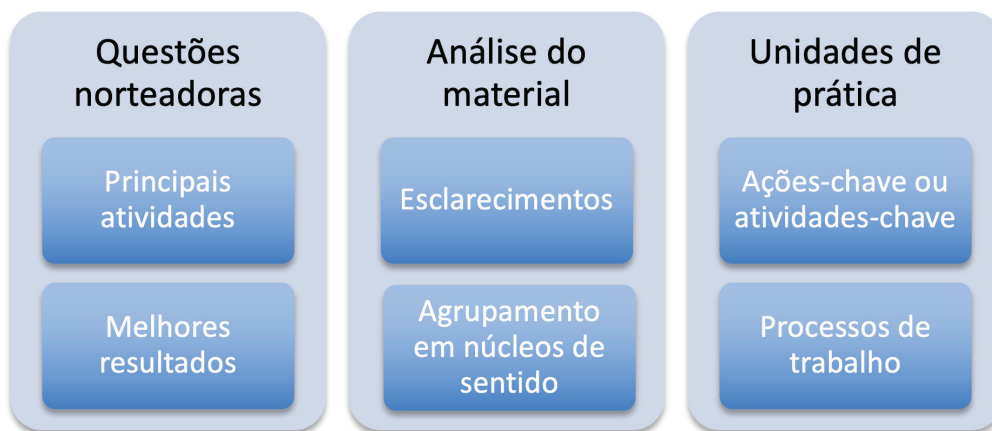 Questões
norteadoras
Principais
atividades
Melhores
resultados
Análise do
material
Esclarecimentos
Agrupamento
em núcleos de
sentido
Unidades de
prática
Ações-chave ou
atividades-chave
Processos de
trabalho